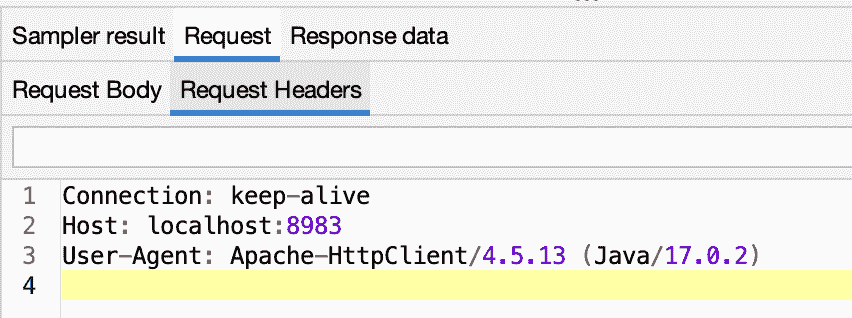 Sampler result Request Response data
Request Body Request Headers
1 Connection: keep-alive
2 Host: localhost:8983
3 User-Agent: Apache-HttpClient/4.5.13 (Java/17.0.2)
4